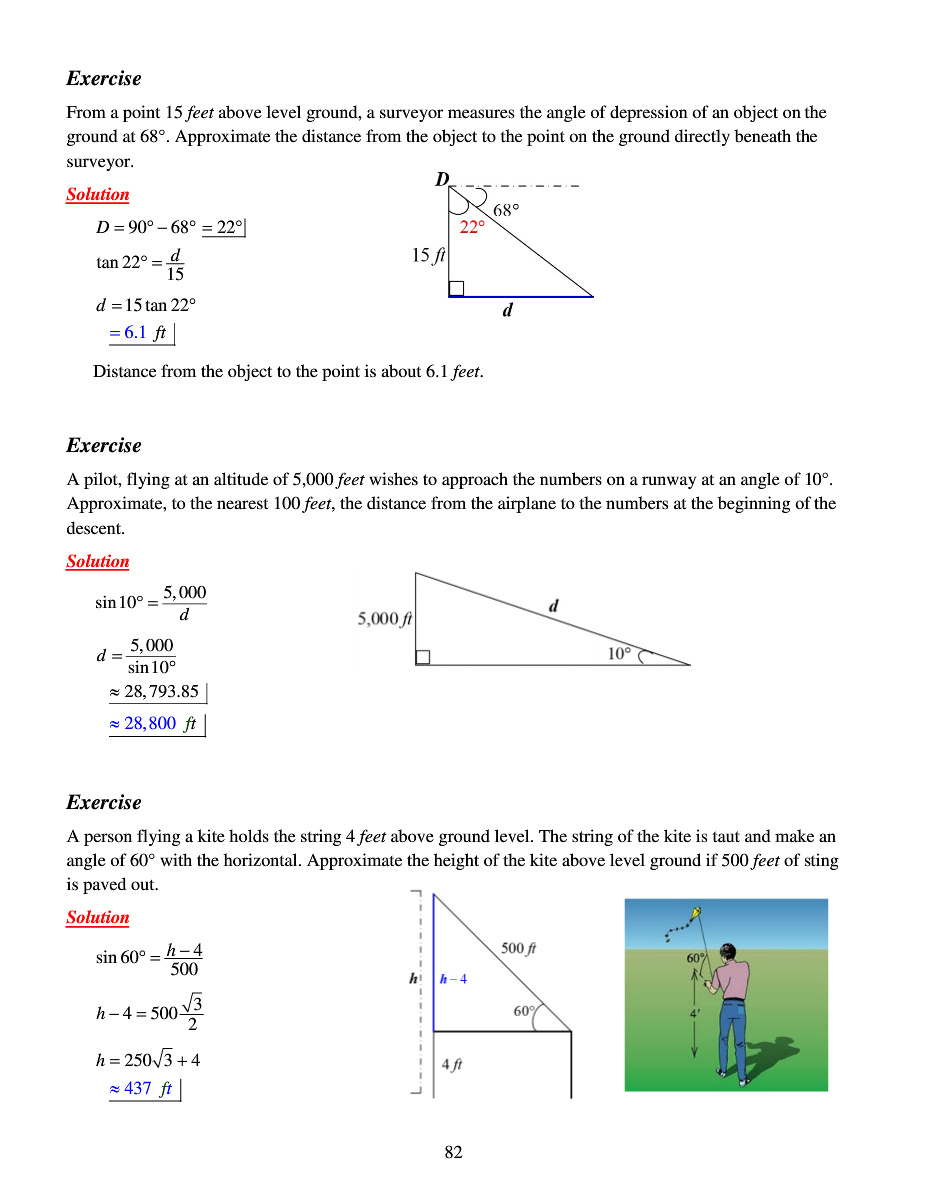 Exercise
From a point 15 feet above level ground, a surveyor measures the angle of depression of an object on the
ground at 68°. Approximate the distance from the object to the point on the ground directly beneath the
surveyor.
Solution
D = 90° – 68° = 22°
tan 22° = d/15
d = 15 tan 22°
= 6.1 ft
D
68°
22°
15 ft
d
Distance from the object to the point is about 6.1 feet.
Exercise
A pilot, flying at an altitude of 5,000 feet wishes to approach the numbers on a runway at an angle of 10°.
Approximate, to the nearest 100 feet, the distance from the airplane to the numbers at the beginning of the
descent.
Solution
sin 10° = 5,000/d
d = 5,000/sin 10°
≈ 28,793.85
≈ 28,800 ft
d
5,000 ft
10°
Exercise
A person flying a kite holds the string 4 feet above ground level. The string of the kite is taut and make an
angle of 60° with the horizontal. Approximate the height of the kite above level ground if 500 feet of sting
is paved out.
Solution
sin 60° = h – 4/500
h – 4 = 500 √3/2
h = 250√3 + 4
≈ 437 ft
500 ft
h
h – 4
60°
4 ft
60°
4'
82